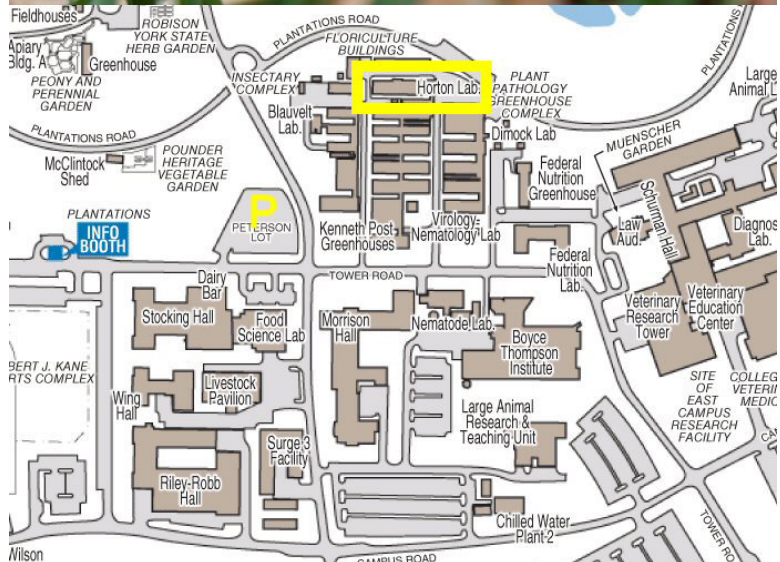 Fieldhouses
ROBISON
YORK STATE
HERB GARDEN
PLANTATIONS ROAD
FLORICULTURE
BUILDINGS
PLANTATIONS
Apiary
Bldg. A
Greenhouse
PEONY AND
PERENNIAL
GARDEN
INSECTARY
COMPLEX
Horton Lab.
PLANT
PATHOLOGY
GREENHOUSE
COMPLEX
Large
Animal
Blauvelt
Lab.
Dimock Lab
MUENSCHER
GARDEN
PLANTATIONS ROAD
McClintock
Shed
POUNDER
HERITAGE
VEGETABLE
GARDEN
Federal
Nutrition
Greenhouse
Schurman Hall
P
PETERSON
LOT
PLANTATIONS
INFO
BOOTH
Kenneth Post
Greenhouses
Virology-
Nematology Lab
Law
Aud.
Diagnos
Lab.
Federal
Nutrition
Lab.
TOWER ROAD
Dairy
Bar
Stocking Hall
Food
Science Lab
Morrison
Hall
Nematode Lab.
Boyce
Thompson
Institute
Veterinary
Research
Tower
Veterinary
Education
Center
BERT J. KANE
RTS COMPLEX
Wing
Hall
Livestock
Pavilion
SITE
OF
EAST
CAMPUS
RESEARCH
FACILITY
COLLEG
VETERIN
MEDIC
Large Animal
Research &
Teaching Unit
Surge 3
Facility
Riley-Robb
Hall
Chilled Water
Plant 2
TOWER RO
Wilson
CAMPUS ROAD